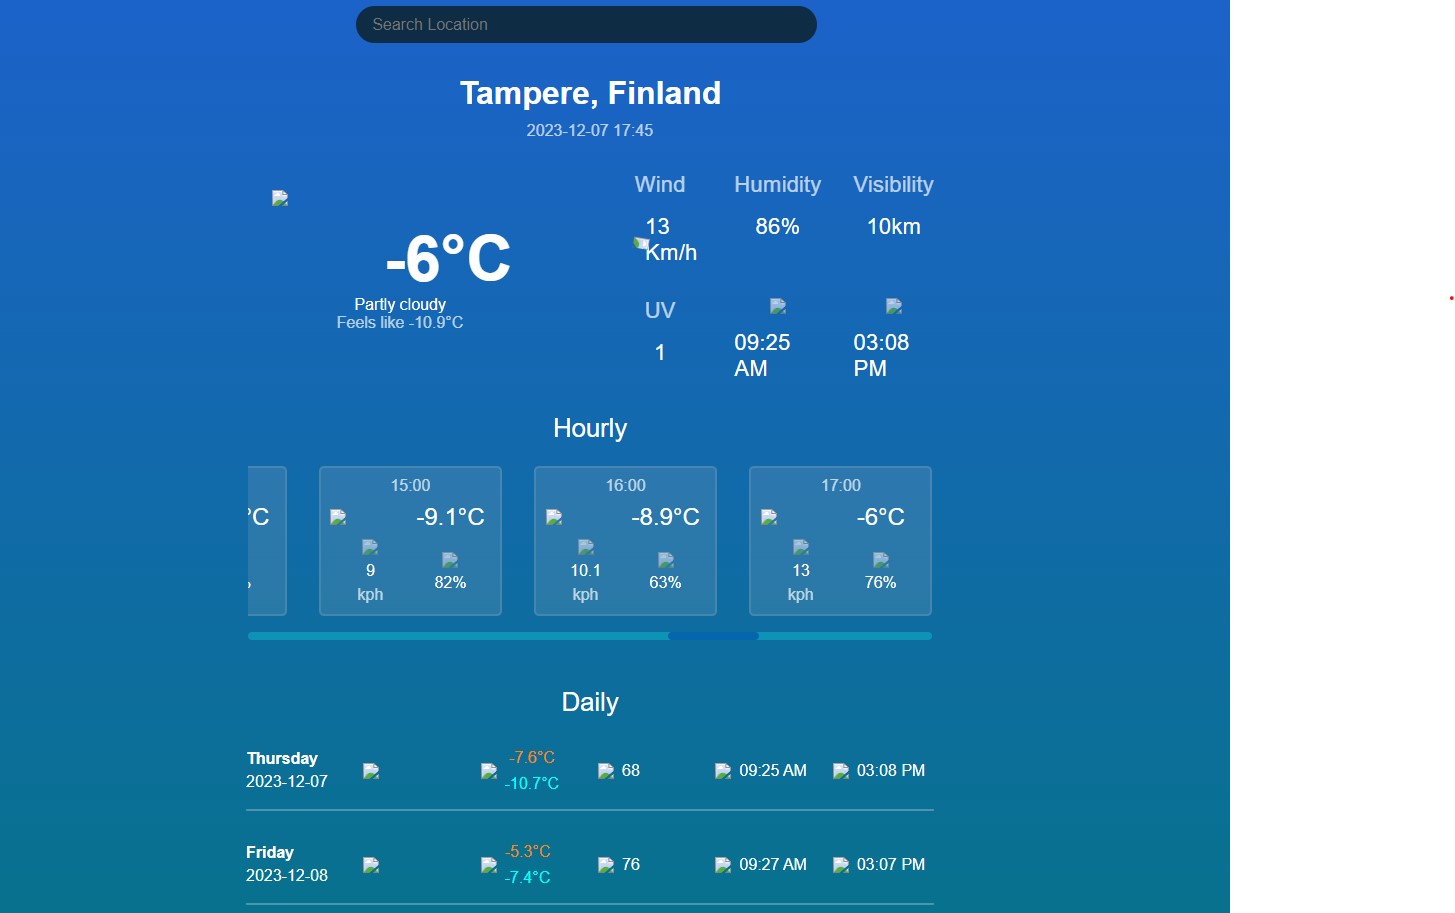 Search Location
Tampere, Finland
2023-12-07 17:45
-6°C
Partly cloudy
Feels like -10.9°C
Wind
13
Km/h
Humidity
86%
Visibility
10km
UV
1
09:25
AM
03:08
PM
Hourly
°C
15:00
-9.1°C
9
kph
82%
16:00
-8.9°C
10.1
kph
63%
17:00
-6°C
13
kph
76%
Daily
Thursday
2023-12-07
-7.6°C
-10.7°C
68
09:25 AM
03:08 PM
Friday
2023-12-08
-5.3°C
-7.4°C
76
09:27 AM
03:07 PM